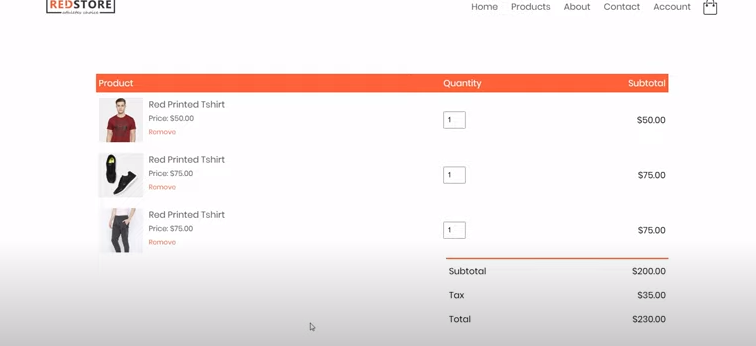 REDSTORE
Home Products About Contact Account
Product Quantity Subtotal
Red Printed Tshirt
Price: $50.00 1 $50.00
Remove
Red Printed Tshirt
Price: $75.00 1 $75.00
Remove
Red Printed Tshirt
Price: $75.00 1 $75.00
Remove
Subtotal $200.00
Tax $35.00
Total $230.00